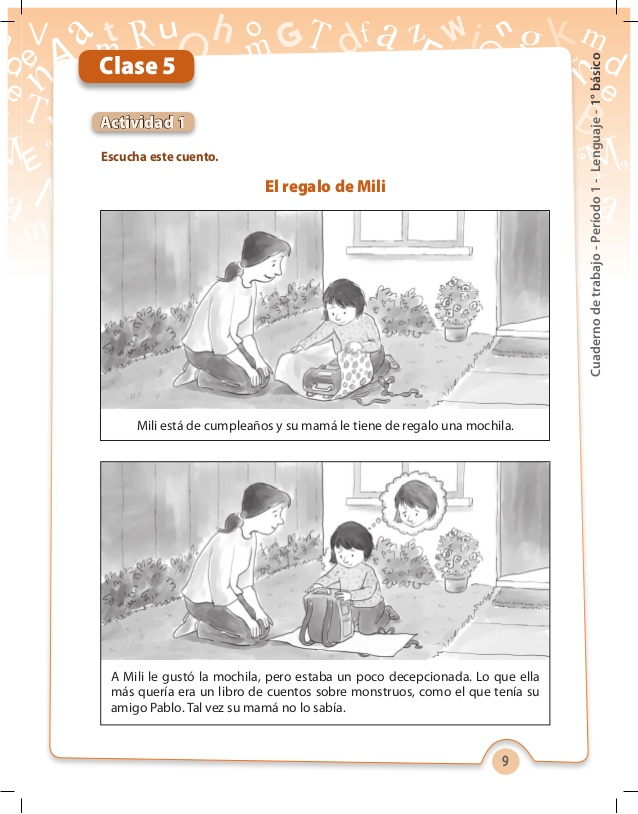 Clase 5
Actividad 1
Escucha este cuento.
El regalo de Mili
Mili está de cumpleaños y su mamá le tiene de regalo una mochila.
A Mili le gustó la mochila, pero estaba un poco decepcionada. Lo que ella
más quería era un libro de cuentos sobre monstruos, como el que tenía su
amigo Pablo. Tal vez su mamá no lo sabía.
9
Cuaderno de trabajo - Período 1 - Lenguaje - 1° básico